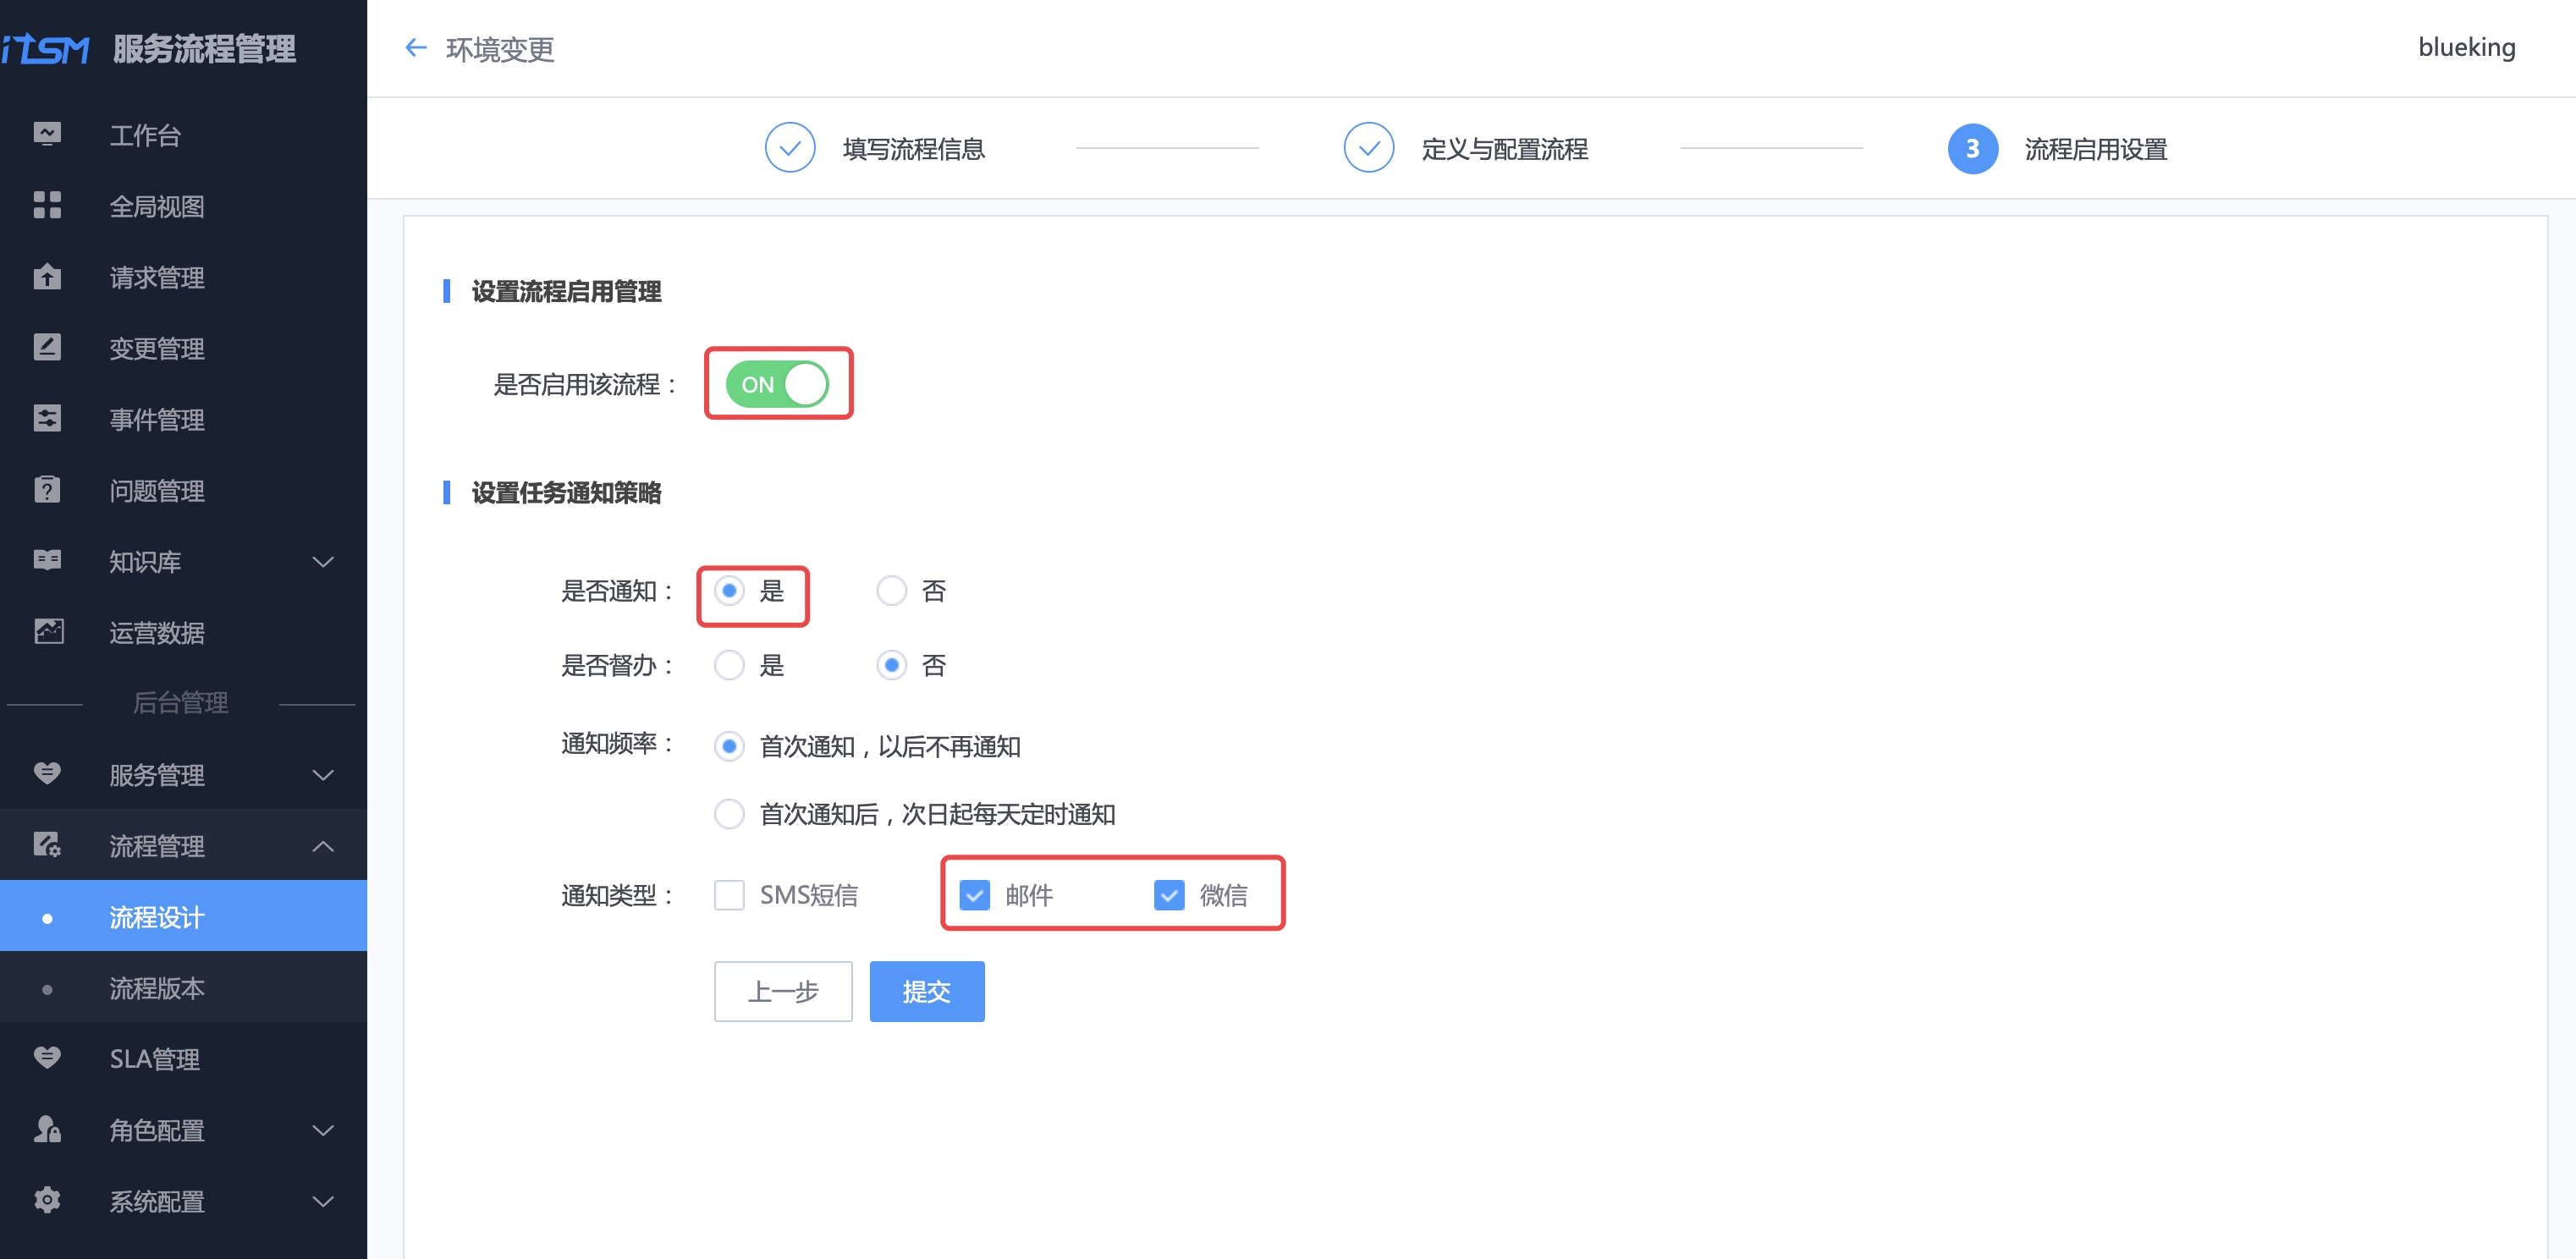 iTSM 服务流程管理
工作台
全局视图
请求管理
变更管理
事件管理
问题管理
知识库
运营数据
后台管理
服务管理
流程管理
流程设计
流程版本
SLA管理
角色配置
系统配置
环境变更
blueking
填写流程信息
定义与配置流程
3 流程启用设置
设置流程启用管理
是否启用该流程： ON
设置任务通知策略
是否通知： 是 否
是否督办： 是 否
通知频率： 首次通知，以后不再通知
首次通知后，次日起每天定时通知
通知类型： SMS短信 邮件 微信
上一步 提交